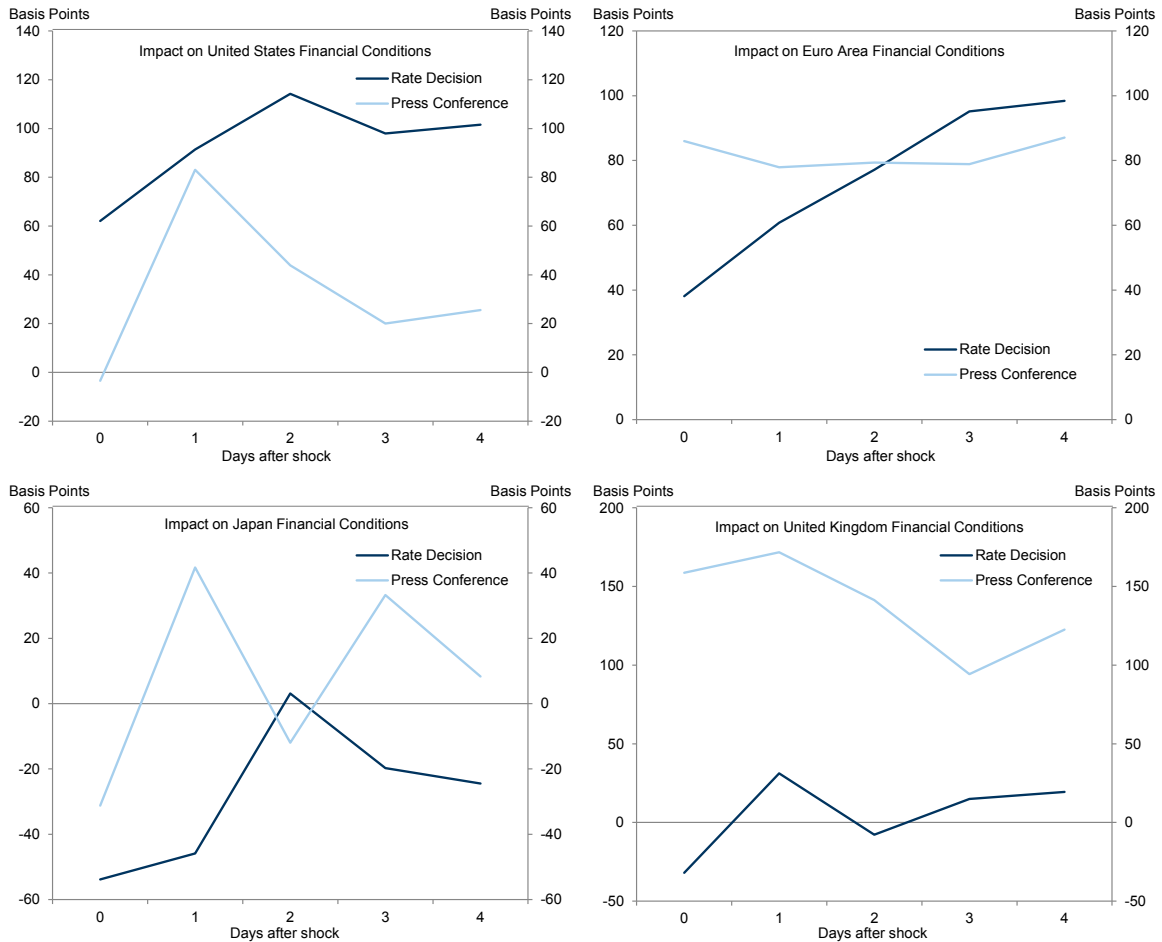 Basis Points Basis Points
140 140
Impact on United States Financial Conditions
120 120
Rate Decision
Press Conference
100 100
80 80
60 60
40 40
20 20
0 0
-20 -20
0 1 2 3 4
Days after shock
Basis Points
120 120
Impact on Euro Area Financial Conditions
100 100
80 80
60 60
40 40
Rate Decision
20 20
Press Conference
0 0
0 1 2 3 4
Days after shock
Basis Points Basis Points
60 60
Impact on Japan Financial Conditions
Rate Decision
40 40
Press Conference
20 20
0 0
-20 -20
-40 -40
-60 -60
0 1 2 3 4
Days after shock
Basis Points Basis Points
200 200
Impact on United Kingdom Financial Conditions
Rate Decision
150 150
Press Conference
100 100
50 50
0 0
-50 -50
0 1 2 3 4
Days after shock